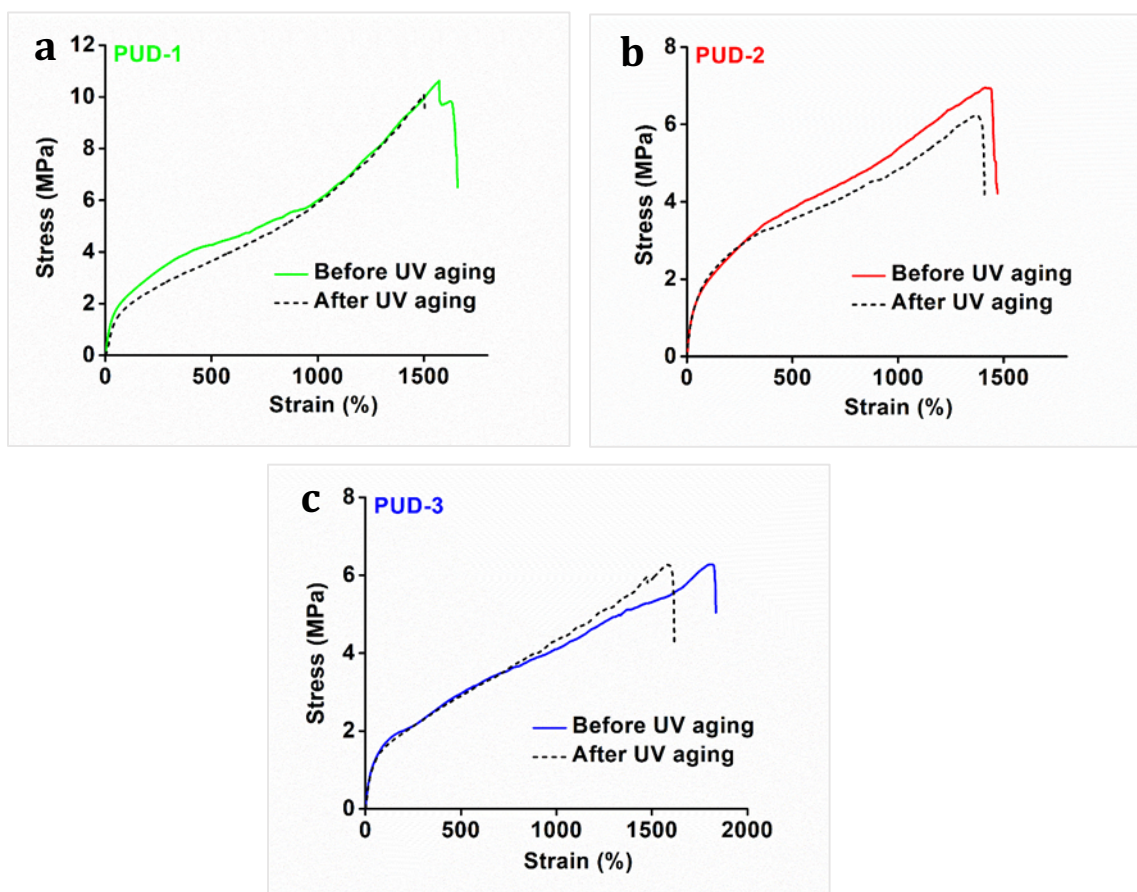 a
PUD-1
12
10
8
6
4
2
0
Stress (MPa)
Before UV aging
After UV aging
0 500 1000 1500
Strain (%)
b
PUD-2
8
6
4
2
0
Stress (MPa)
Before UV aging
After UV aging
0 500 1000 1500
Strain (%)
c
PUD-3
8
6
4
2
0
Stress (MPa)
Before UV aging
After UV aging
0 500 1000 1500 2000
Strain (%)